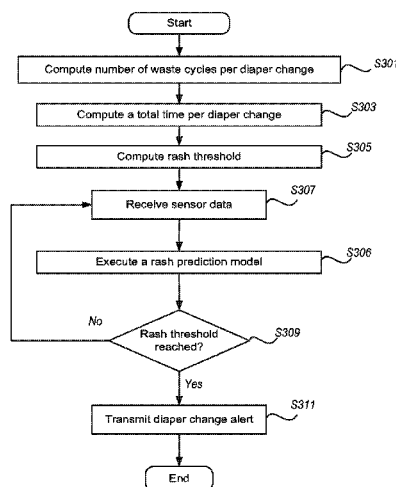 Start
Compute number of waste cycles per diaper change
S301
Compute a total time per diaper change
S303
Compute rash threshold
S305
Receive sensor data
S307
Execute a rash prediction model
S306
No
Rash threshold
reached?
S309
Yes
Transmit diaper change alert
S311
End